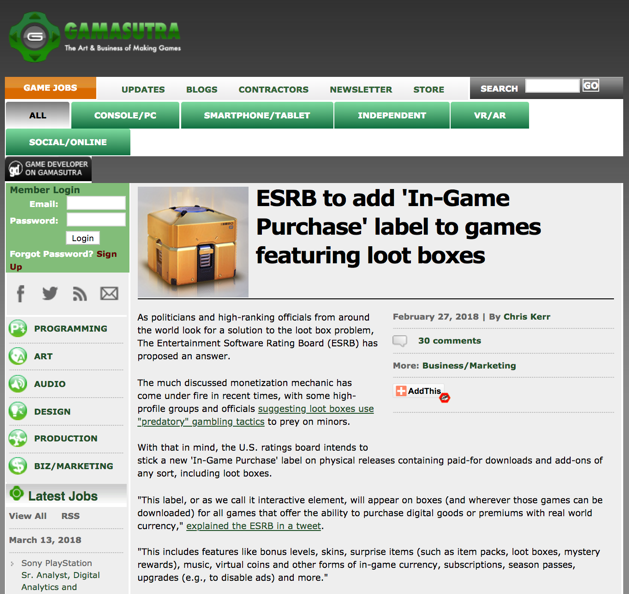 GAMASUTRA
The Art & Business of Making Games
GAME JOBS
UPDATES BLOGS CONTRACTORS NEWSLETTER STORE
SEARCH GO
ALL CONSOLE/PC SMARTPHONE/TABLET INDEPENDENT VR/AR
SOCIAL/ONLINE
gd GAME DEVELOPER
ON GAMASUTRA
Member Login
Email:
Password:
Login
Forgot Password? Sign
Up
PROGRAMMING
ART
AUDIO
DESIGN
PRODUCTION
BIZ/MARKETING
Latest Jobs
View All RSS
March 13, 2018
Sony PlayStation
Sr. Analyst, Digital
Analytics and
ESRB to add 'In-Game
Purchase' label to games
featuring loot boxes
February 27, 2018 | By Chris Kerr
30 comments
More: Business/Marketing
AddThis
As politicians and high-ranking officials from around
the world look for a solution to the loot box problem,
The Entertainment Software Rating Board (ESRB) has
proposed an answer.
The much discussed monetization mechanic has
come under fire in recent times, with some high-
profile groups and officials suggesting loot boxes use
"predatory" gambling tactics to prey on minors.
With that in mind, the U.S. ratings board intends to
stick a new 'In-Game Purchase' label on physical releases containing paid-for downloads and add-ons of
any sort, including loot boxes.
"This label, or as we call it interactive element, will appear on boxes (and wherever those games can be
downloaded) for all games that offer the ability to purchase digital goods or premiums with real world
currency," explained the ESRB in a tweet.
"This includes features like bonus levels, skins, surprise items (such as item packs, loot boxes, mystery
rewards), music, virtual coins and other forms of in-game currency, subscriptions, season passes,
upgrades (e.g., to disable ads) and more."